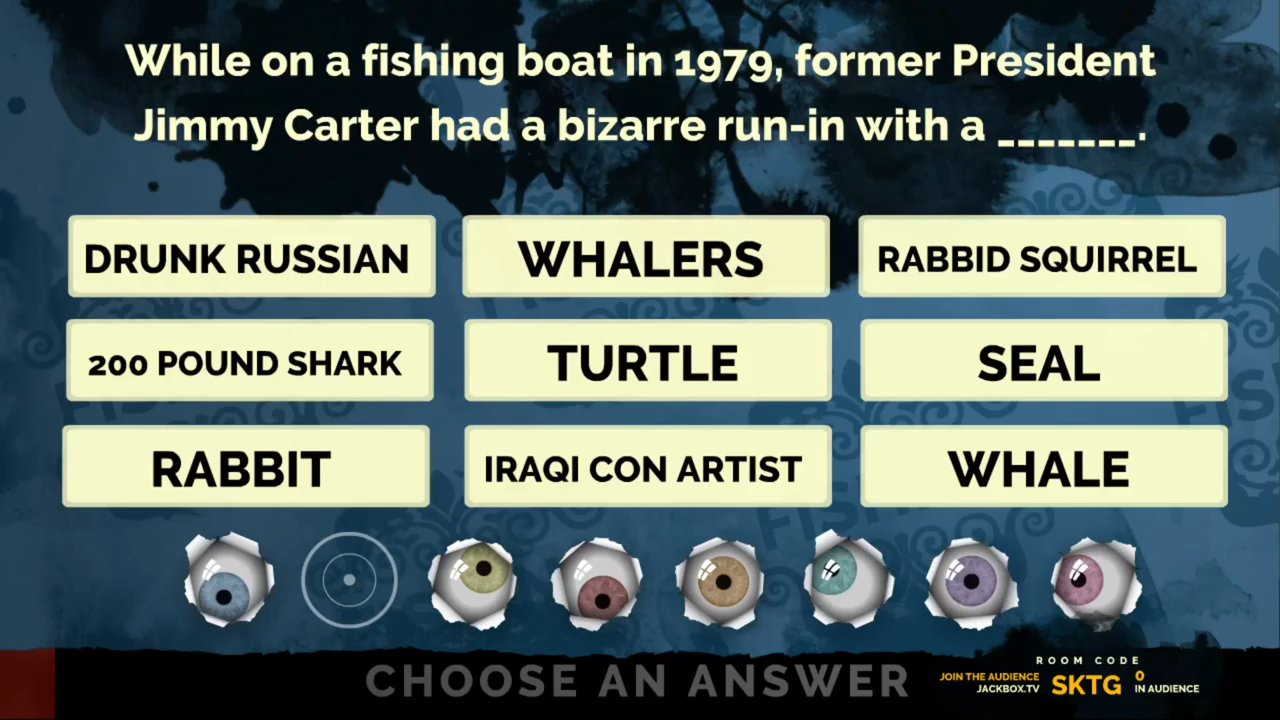 While on a fishing boat in 1979, former President
Jimmy Carter had a bizarre run-in with a _______.
DRUNK RUSSIAN
WHALERS
RABBID SQUIRREL
200 POUND SHARK
TURTLE
SEAL
RABBIT
IRAQI CON ARTIST
WHALE
CHOOSE AN ANSWER
ROOM CODE
JOIN THE AUDIENCE
JACKBOX.TV
SKTG
0
IN AUDIENCE